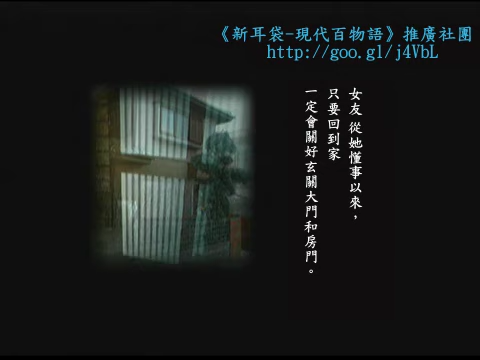 《新耳袋-現代百物語》推廣社團
http://goo.gl/j4VbL
女友 從她懂事以來，
只要回到家
一定會關好玄關大門和房門。